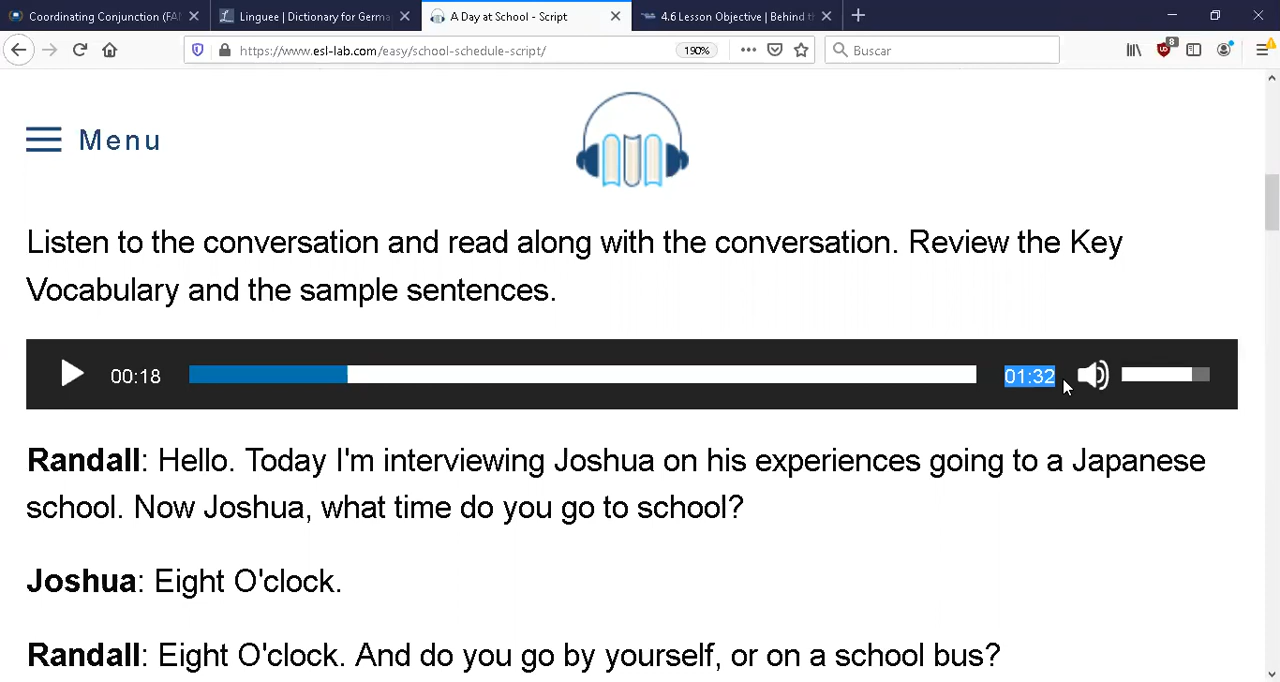 Coordinating Conjunction (FAN
Linguee | Dictionary for Germa
A Day at School - Script
4.6 Lesson Objective | Behind t
https://www.esl-lab.com/easy/school-schedule-script/
190%
Buscar
8
Menu
Listen to the conversation and read along with the conversation. Review the Key
Vocabulary and the sample sentences.
00:18
01:32
Randall: Hello. Today I'm interviewing Joshua on his experiences going to a Japanese
school. Now Joshua, what time do you go to school?
Joshua: Eight O'clock.
Randall: Eight O'clock. And do you go by yourself, or on a school bus?